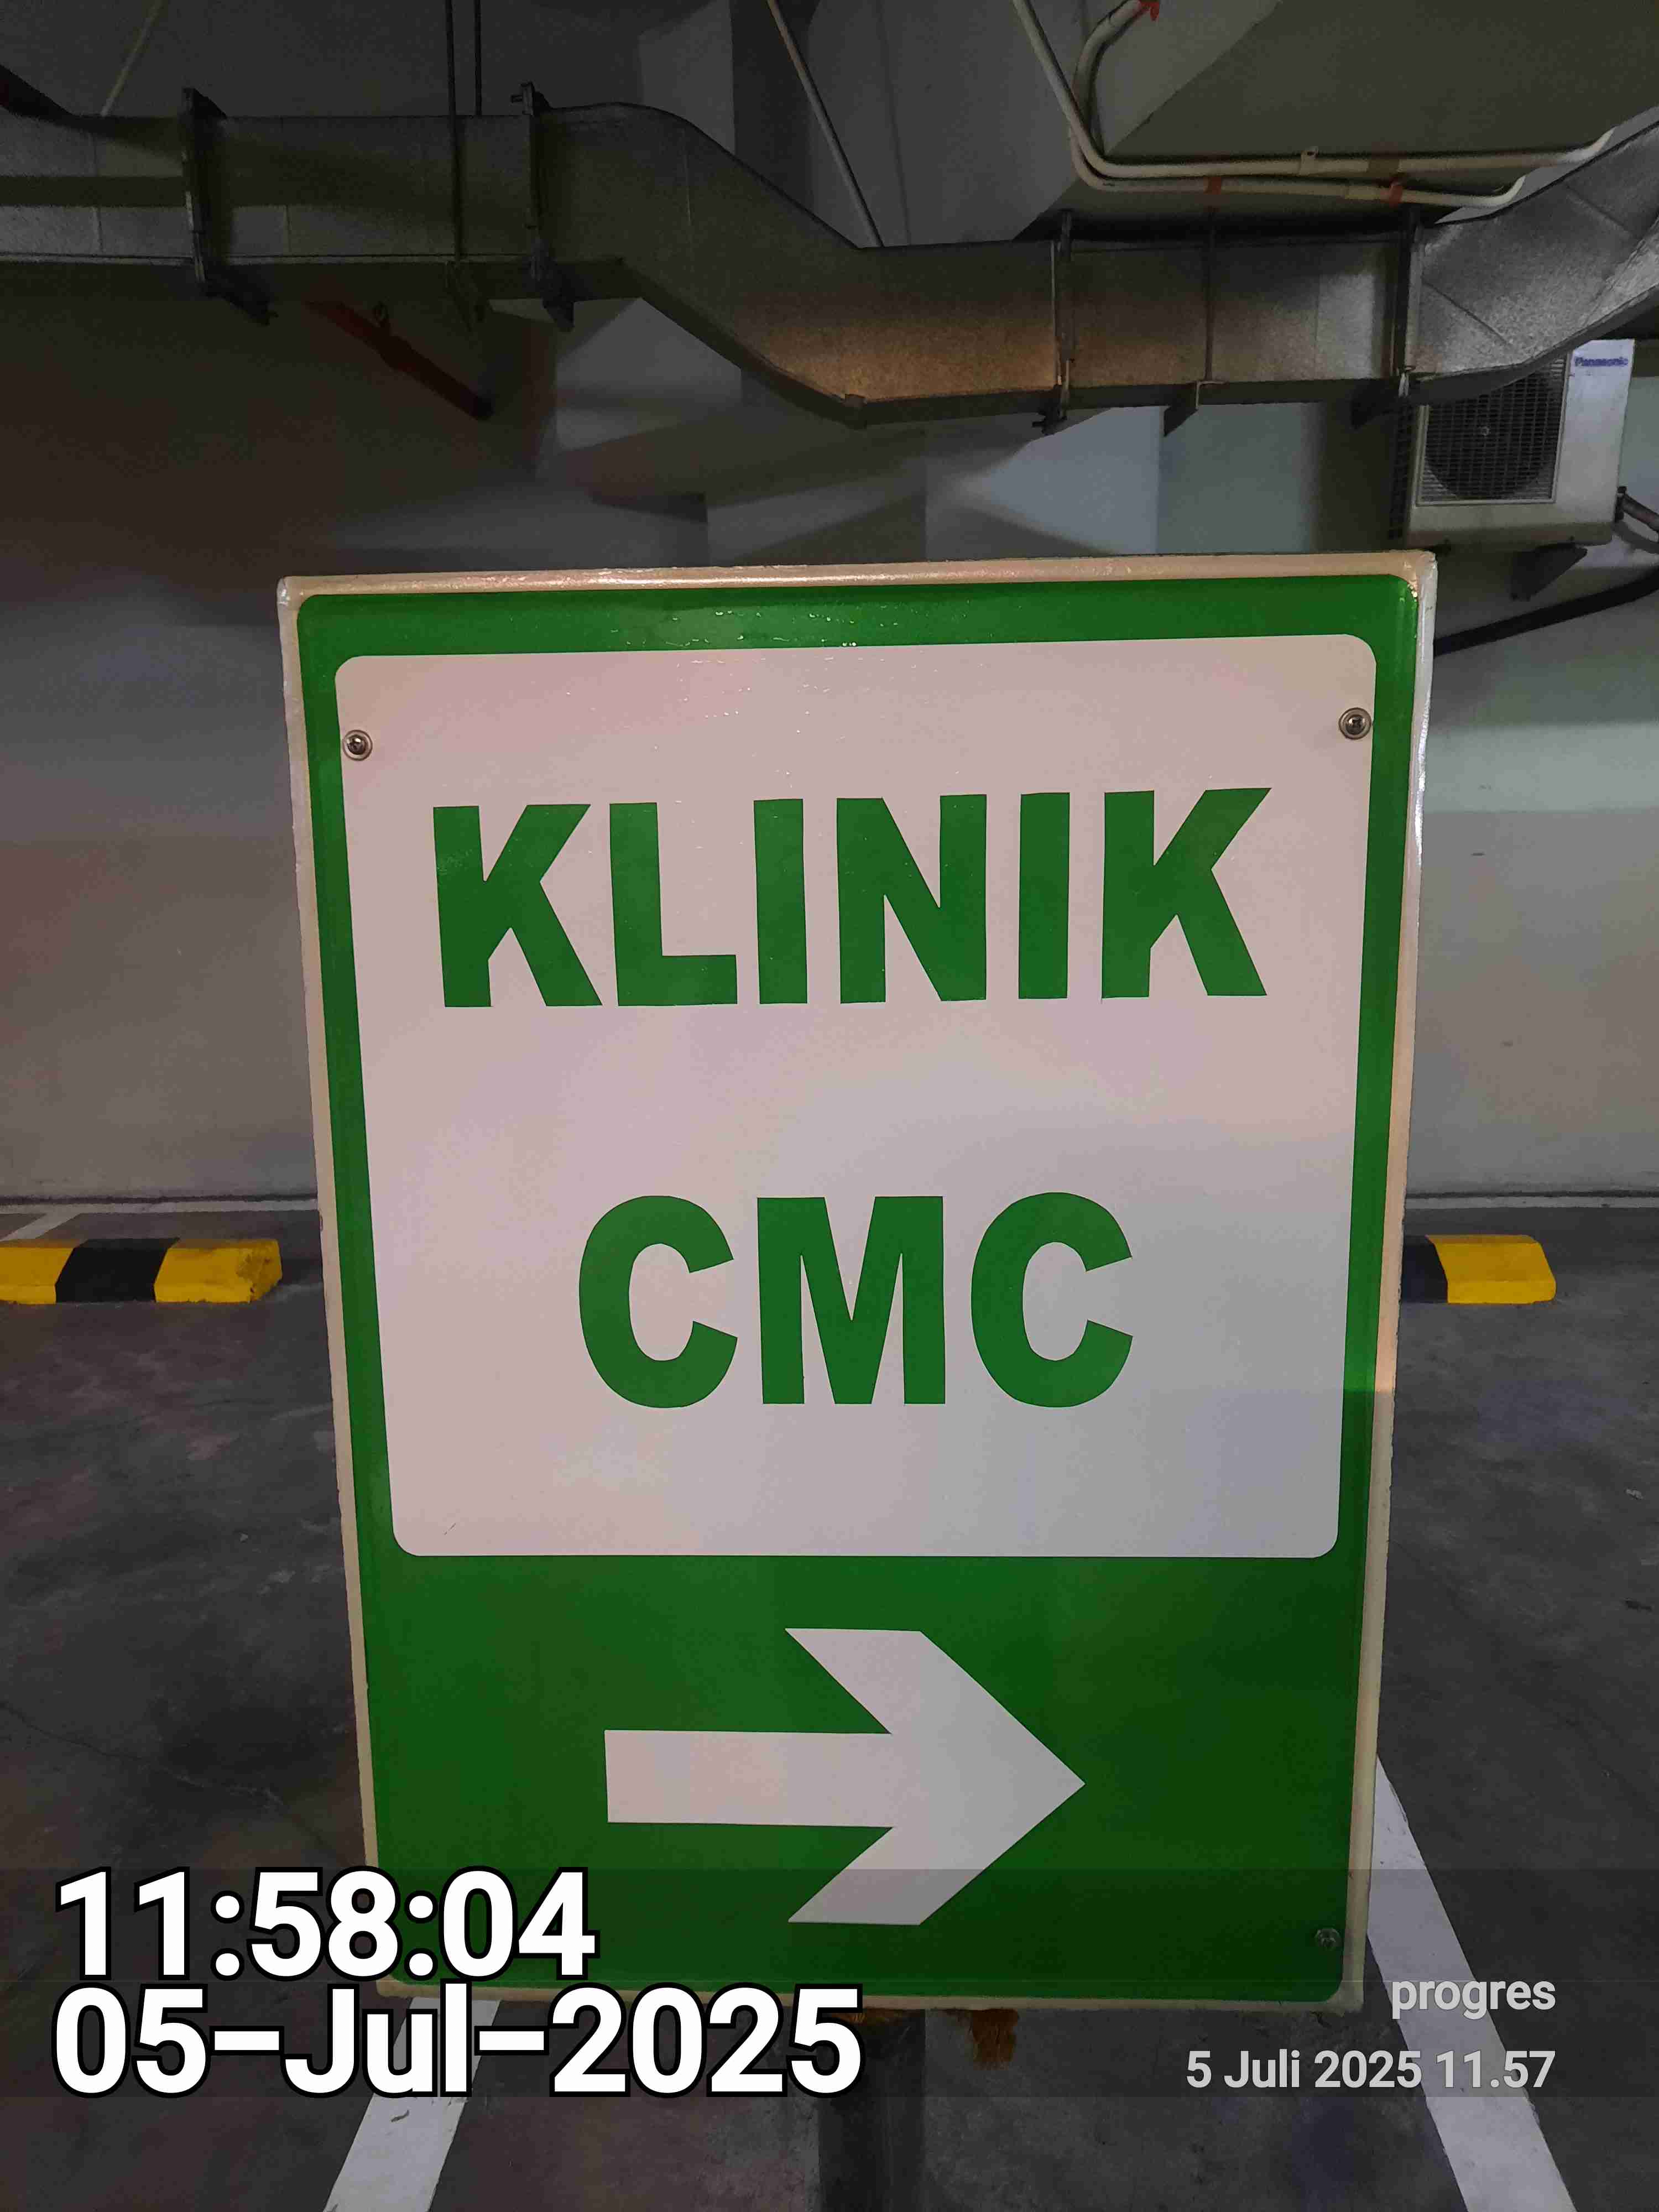 Panasonic
KLINIK
CMC
11:58:04
05-Jul-2025
progres
5 Juli 2025 11.57